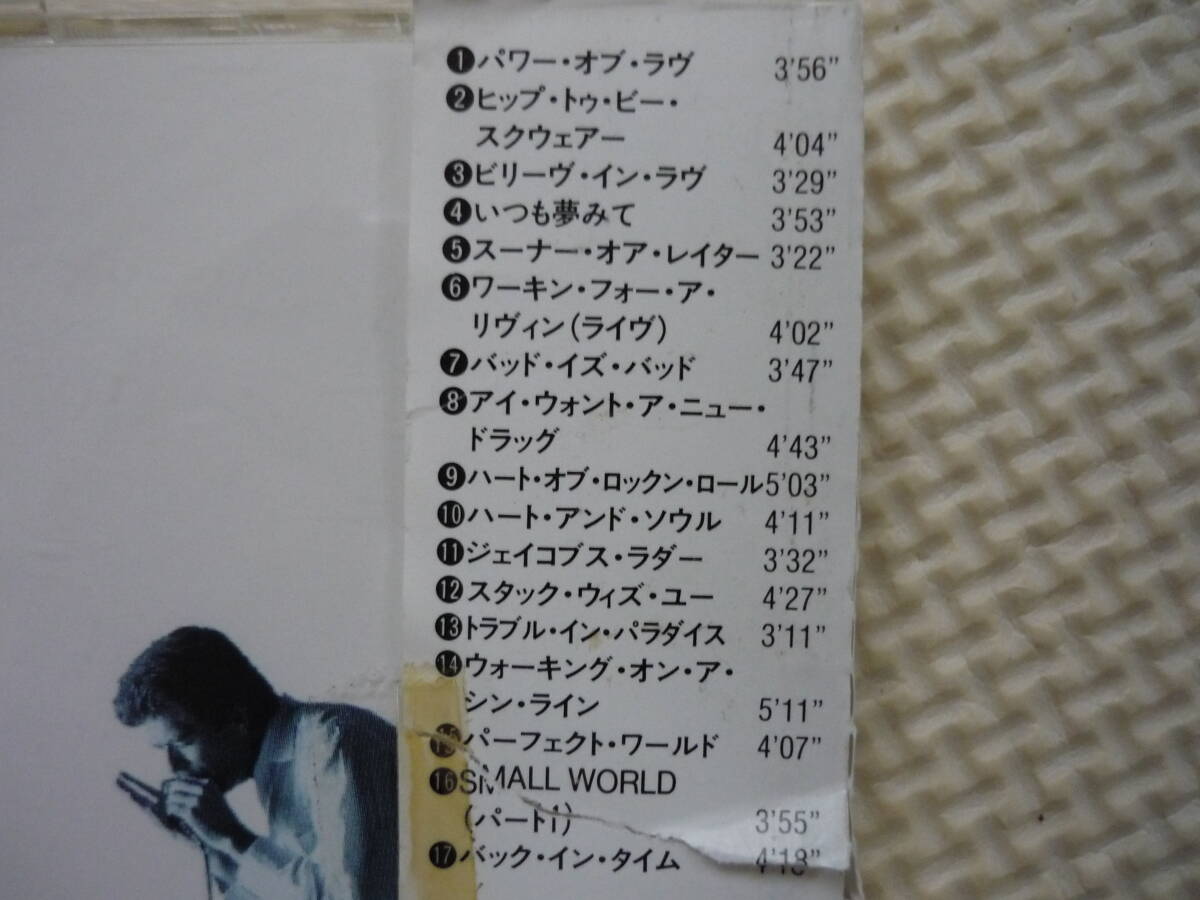 ❶パワー・オブ・ラヴ 3'56"
❷ヒップ・トゥ・ビー・
スクウェアー 4'04"
❸ビリーヴ・イン・ラヴ 3'29"
❹いつも夢みて 3'53"
❺スーナー・オア・レイター 3'22"
❻ワーキン・フォー・ア・
リヴィン(ライヴ) 4'02"
❼バッド・イズ・バッド 3'47"
❽アイ・ウォント・ア・ニュー・
ドラッグ 4'43"
❾ハート・オブ・ロックン・ロール 5'03"
❿ハート・アンド・ソウル 4'11"
⓫ジェイコブス・ラダー 3'32"
⓬スタック・ウィズ・ユー 4'27"
⓭トラブル・イン・パラダイス 3'11"
⓮ウォーキング・オン・ア・
シン・ライン 5'11"
⓯パーフェクト・ワールド 4'07"
⓰SMALL WORLD
(パート1) 3'55"
⓱バック・イン・タイム 4'18"